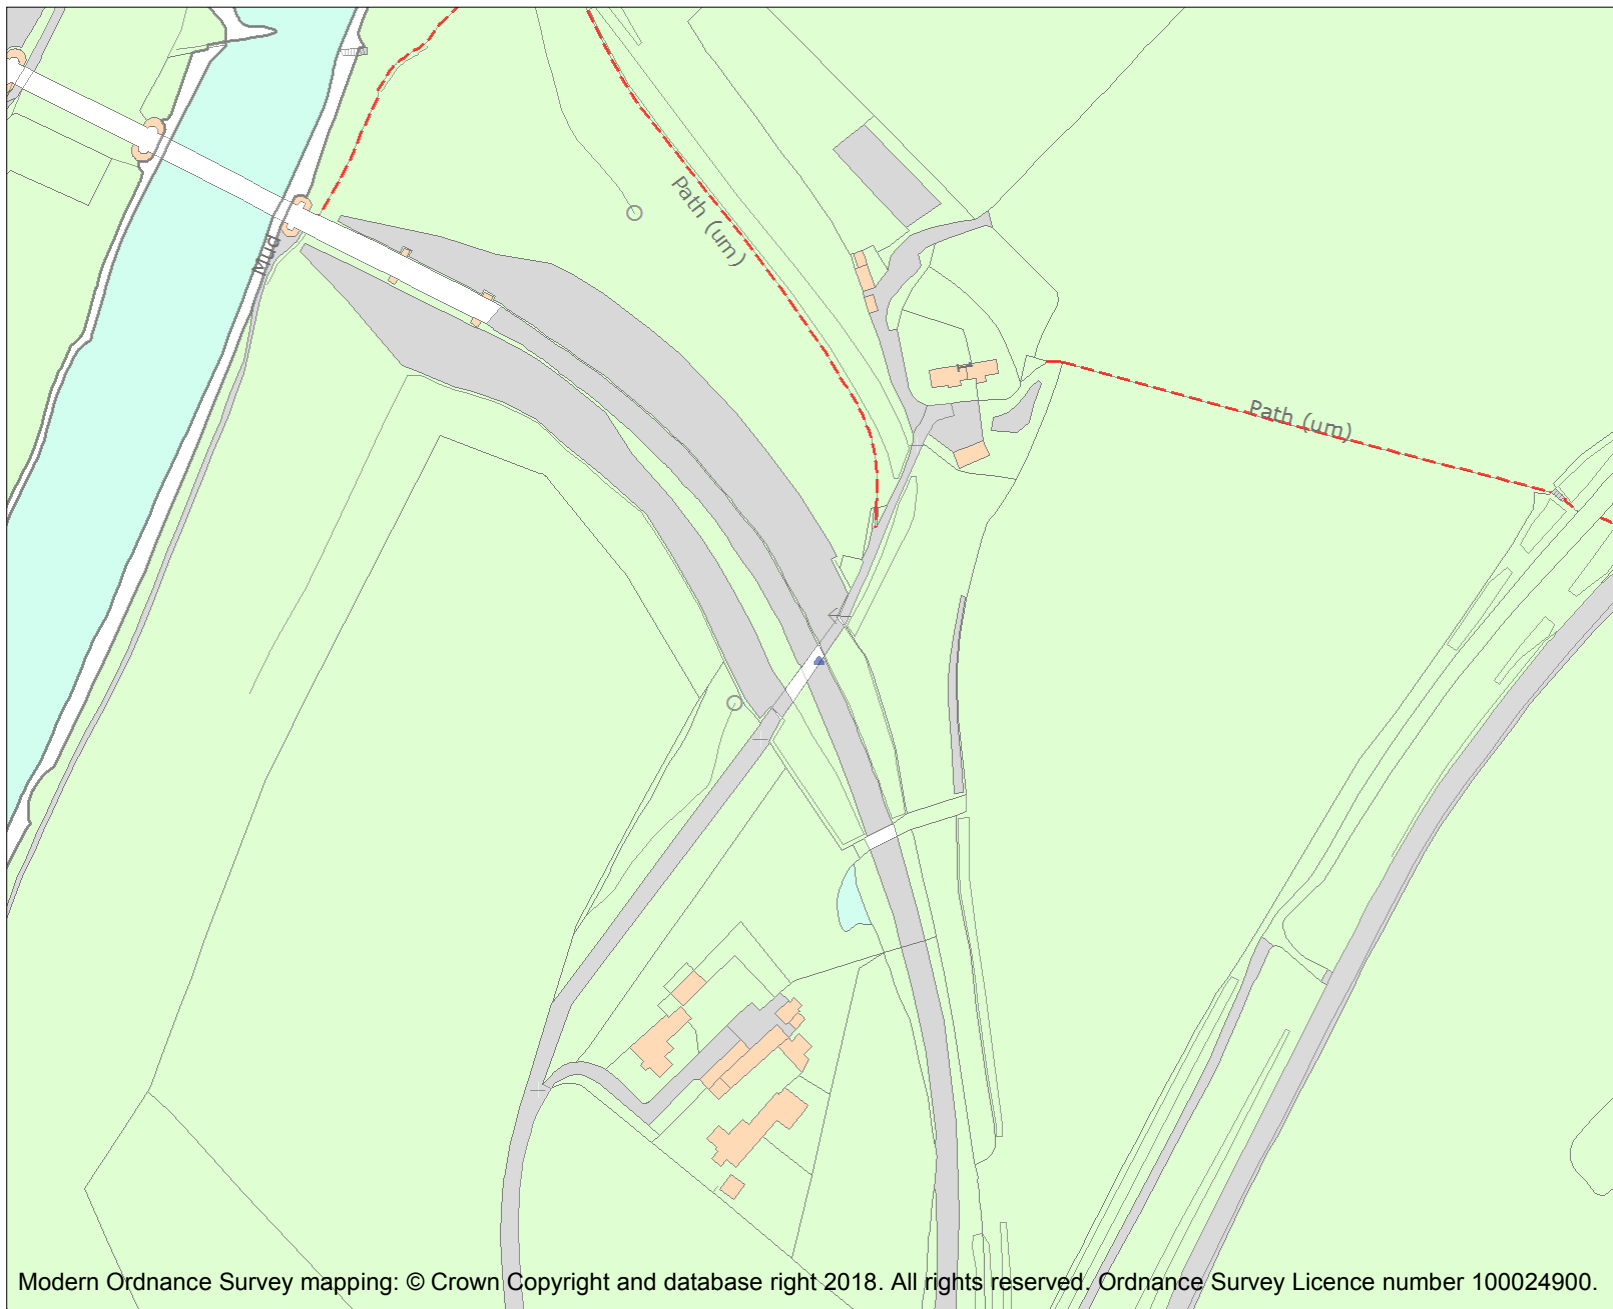 Path (um)
Mud
1
Path (um)
Modern Ordnance Survey mapping: © Crown Copyright and database right 2018. All rights reserved. Ordnance Survey Licence number 100024900.